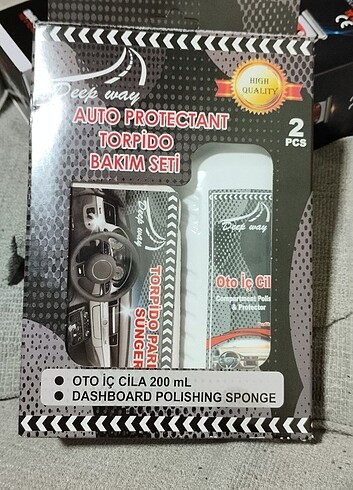 Deep way
HIGH
QUALITY
AUTO PROTECTANT
TORPİDO
BAKIM SETİ
2
PCS
Deep way
TORPİDO PAR
SÜNGER
Deep way
Oto İç Cil
Compartment Polis
& Protector
OTO İÇ CİLA 200 mL
DASHBOARD POLISHING SPONGE